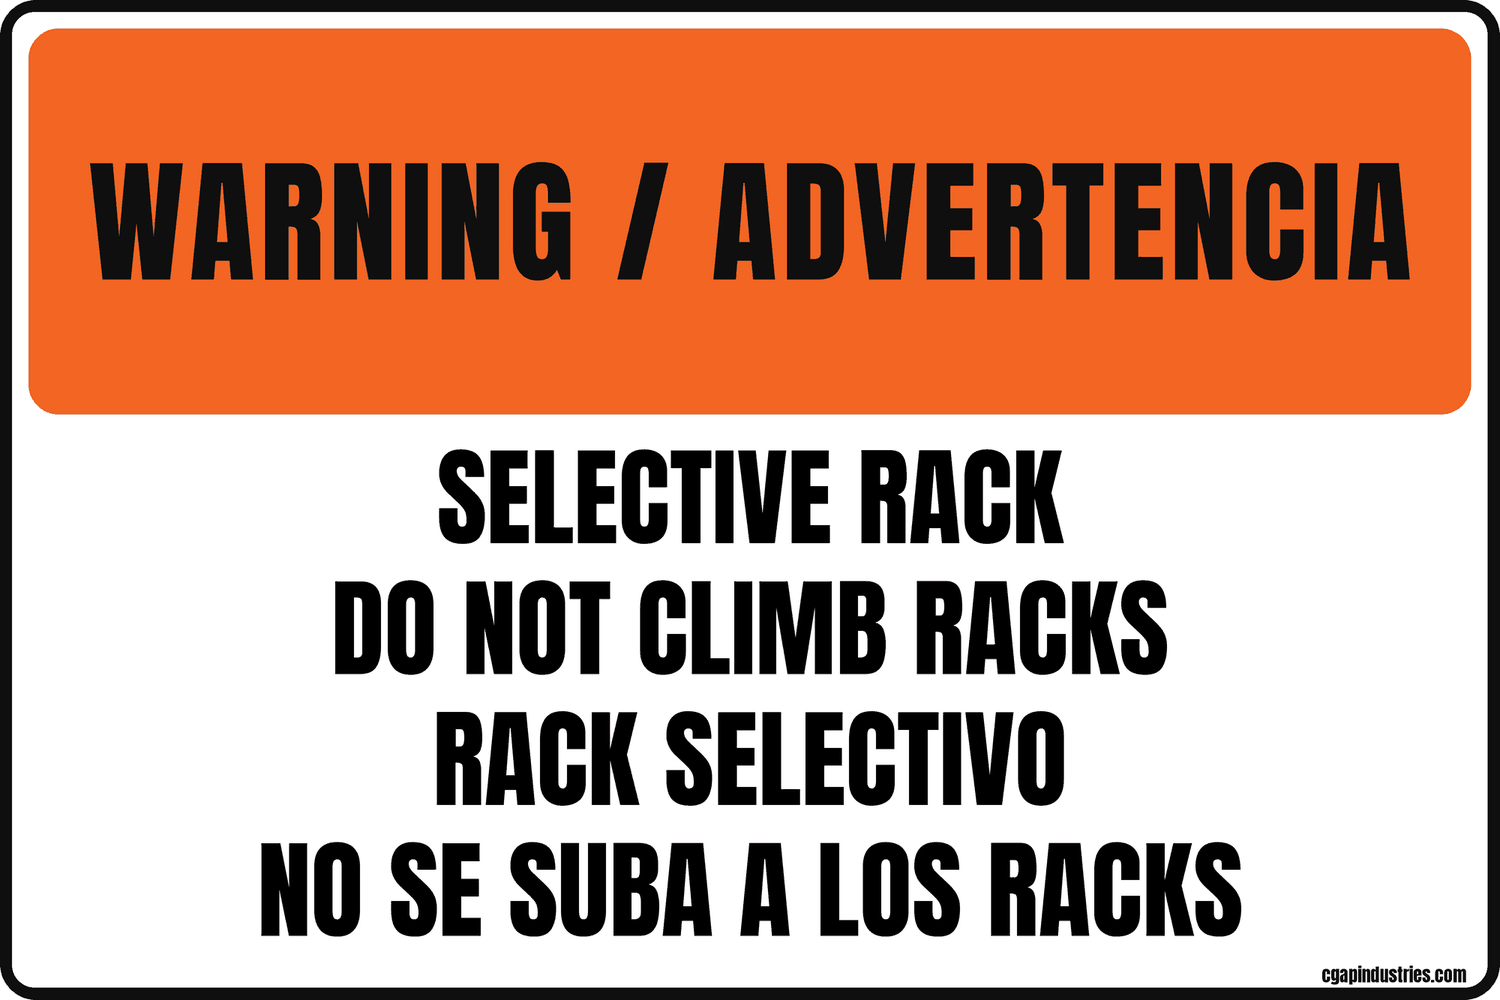 WARNING / ADVERTENCIA
SELECTIVE RACK
DO NOT CLIMB RACKS
RACK SELECTIVO
NO SE SUBA A LOS RACKS
cgapindustries.com